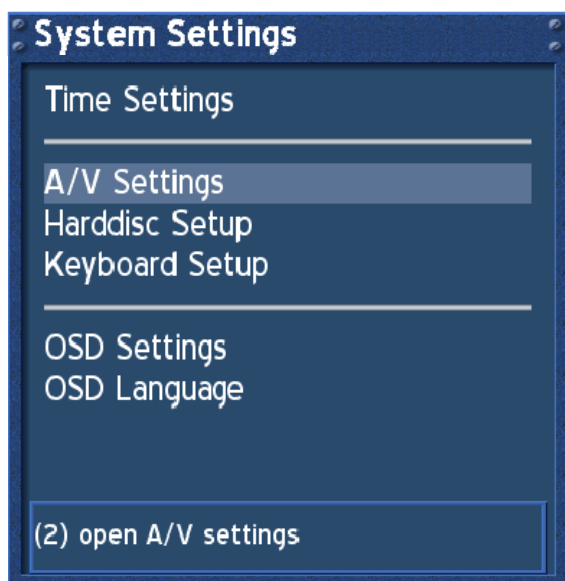 System Settings
Time Settings
A/V Settings
Harddisc Setup
Keyboard Setup
OSD Settings
OSD Language
(2) open A/V settings